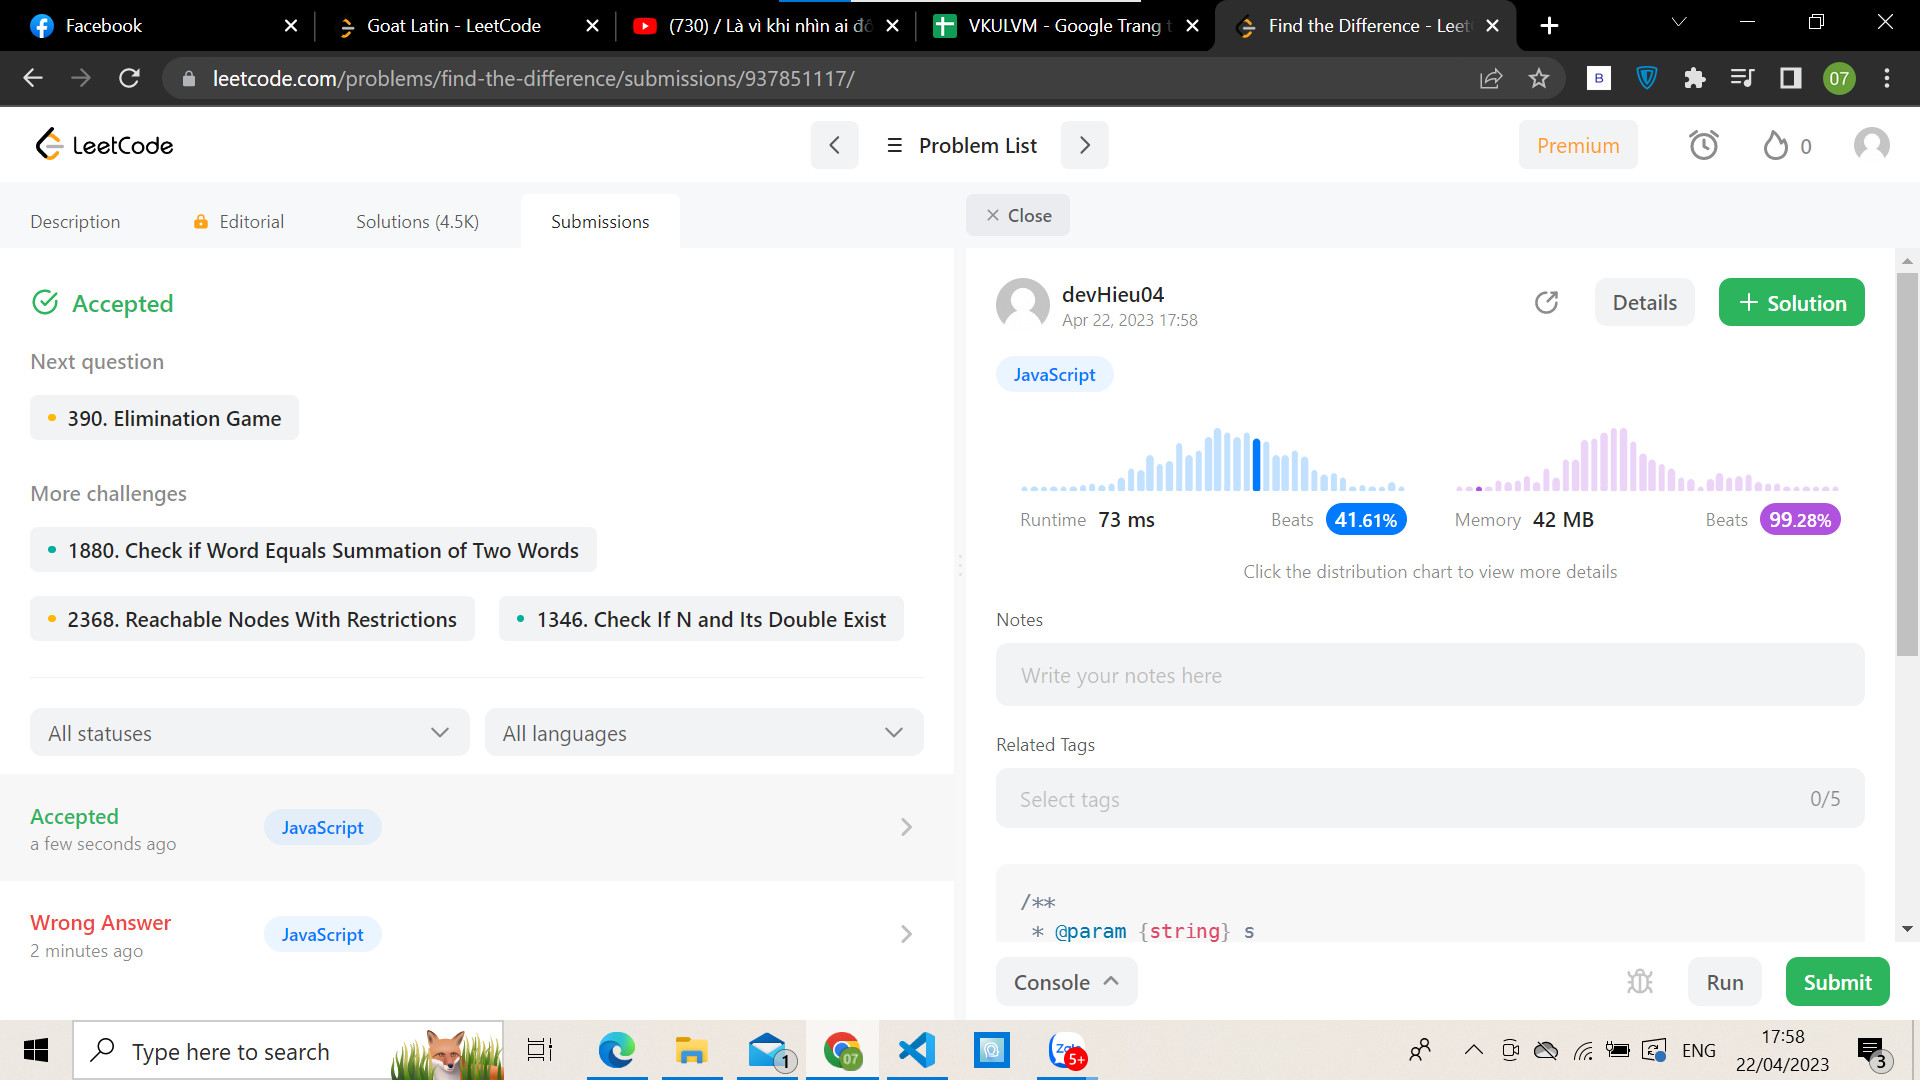 Facebook
Goat Latin - LeetCode
(730) / Là vì khi nhìn ai đó
VKULVM - Google Trang t
Find the Difference - Leet
leetcode.com/problems/find-the-difference/submissions/937851117/
B
07
LeetCode
Problem List
Premium
0
Description
Editorial
Solutions (4.5K)
Submissions
Close
Accepted
Next question
390. Elimination Game
More challenges
1880. Check if Word Equals Summation of Two Words
2368. Reachable Nodes With Restrictions
1346. Check If N and Its Double Exist
All statuses
All languages
Accepted
a few seconds ago
JavaScript
Wrong Answer
2 minutes ago
JavaScript
devHieu04
Apr 22, 2023 17:58
Details
+ Solution
JavaScript
Runtime 73 ms
Beats 41.61%
Memory 42 MB
Beats 99.28%
Click the distribution chart to view more details
Notes
Write your notes here
Related Tags
Select tags
0/5
/**
* @param {string} s
Console
Run
Submit
Type here to search
1
07
5+
ENG
17:58
22/04/2023
3